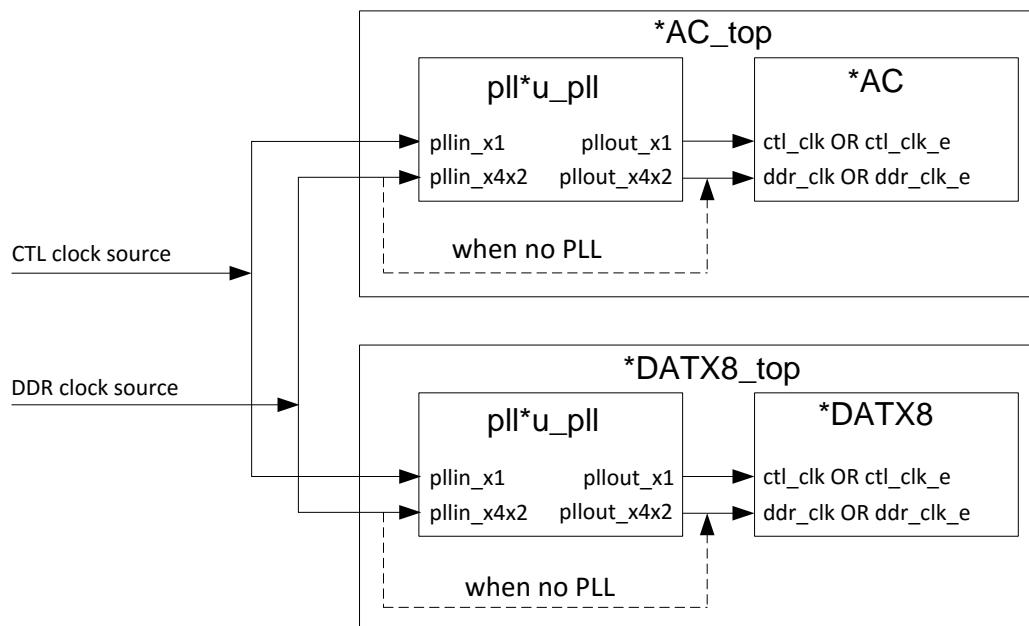 *AC_top
pll*u_pll
*AC
pllin_x1
pllout_x1
ctl_clk OR ctl_clk_e
pllin_x4x2
pllout_x4x2
ddr_clk OR ddr_clk_e
when no PLL
CTL clock source
DDR clock source
*DATX8_top
pll*u_pll
*DATX8
pllin_x1
pllout_x1
ctl_clk OR ctl_clk_e
pllin_x4x2
pllout_x4x2
ddr_clk OR ddr_clk_e
when no PLL